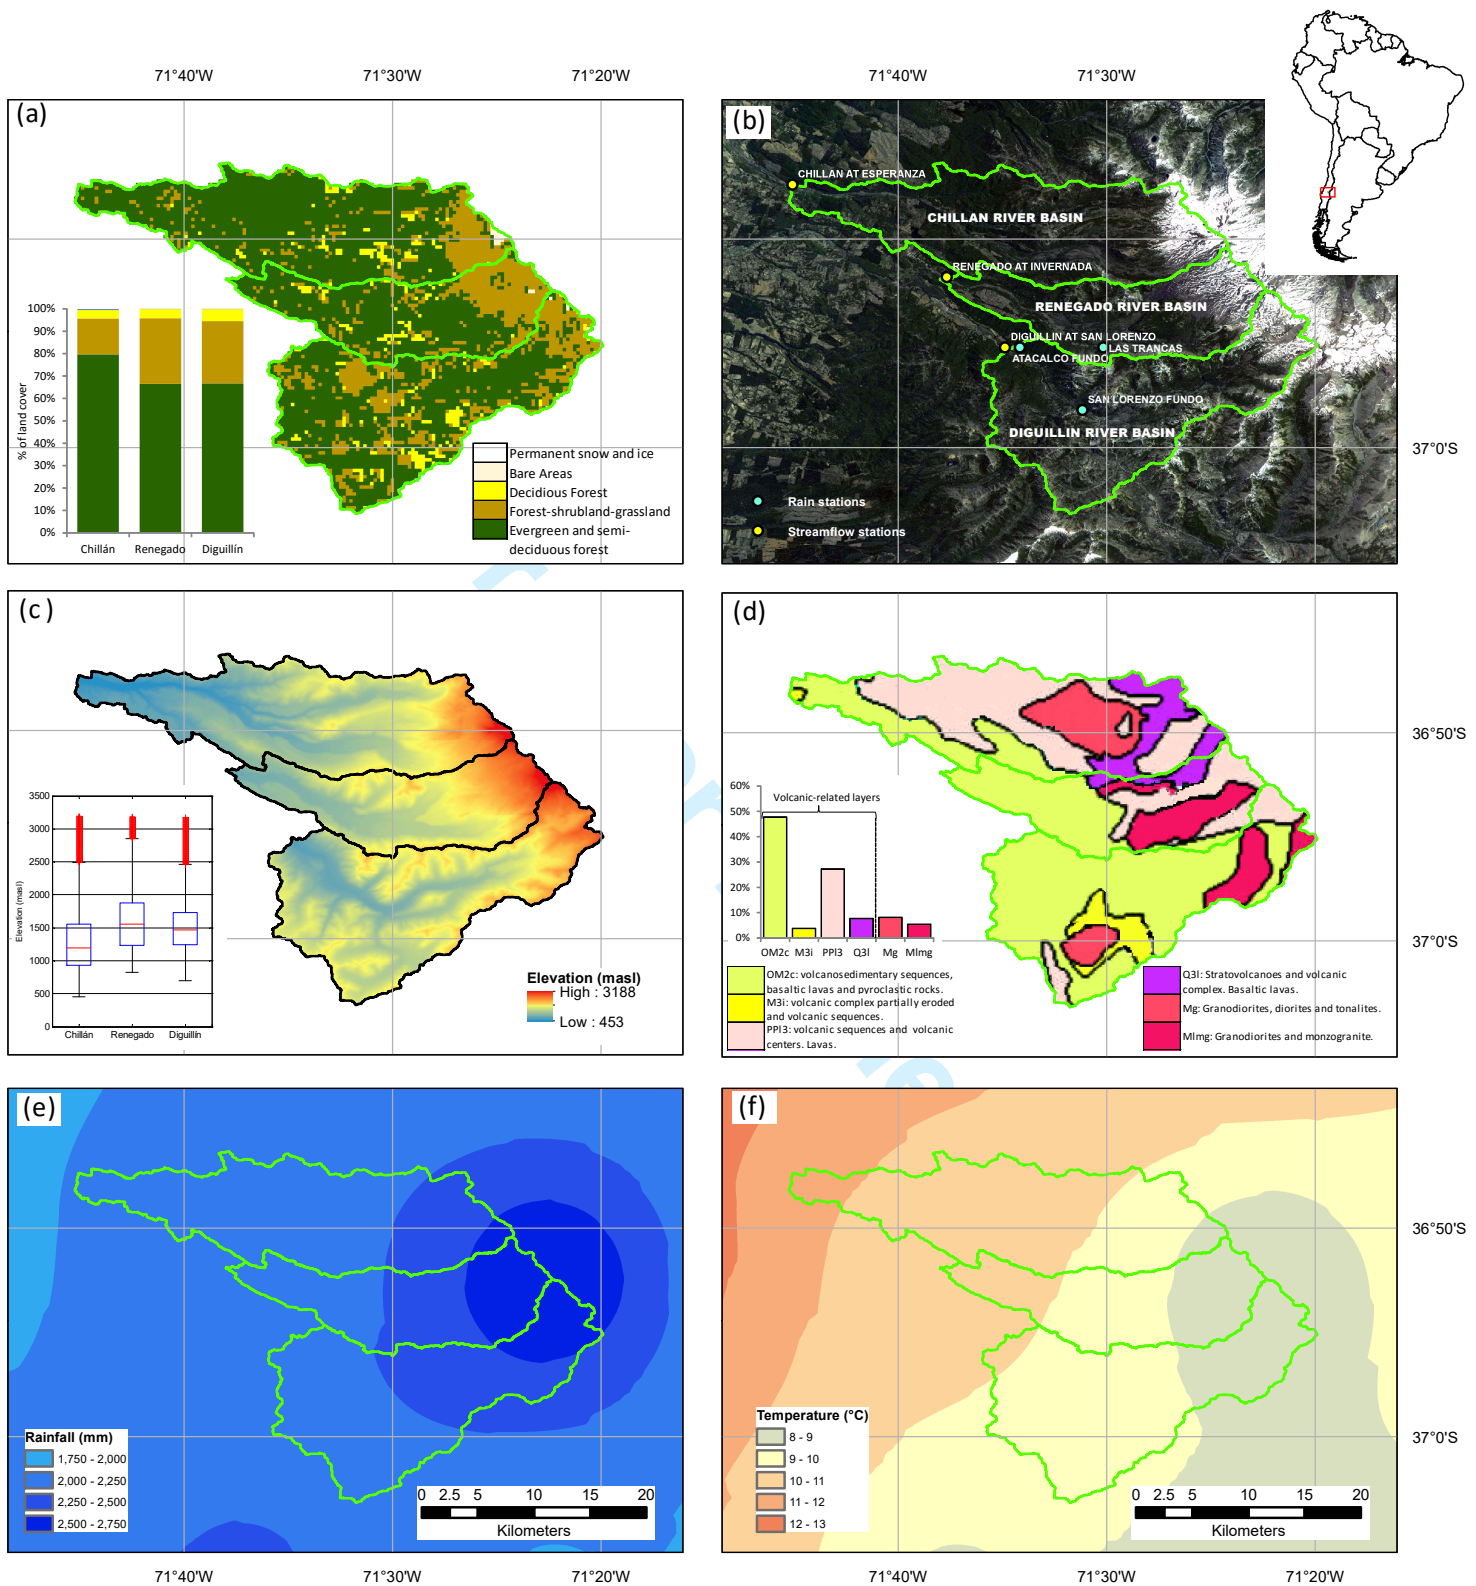 71°40'W
71°30'W
71°20'W
71°40'W
71°30'W
(a)
100%
90%
80%
70%
60%
50%
40%
30%
20%
10%
0%
% of land cover
Chillán
Renegado
Diguillín
Permanent snow and ice
Bare Areas
Decidious Forest
Forest-shrubland-grassland
Evergreen and semi-
deciduous forest
(b)
CHILLAN AT ESPERANZA
CHILLAN RIVER BASIN
RENEGADO AT INVERNADA
RENEGADO RIVER BASIN
DIGUILLIN AT SAN LORENZO
LAS TRANCAS
ATACALCO FUNDO
SAN LORENZO FUNDO
DIGUILLIN RIVER BASIN
Rain stations
Streamflow stations
37°0'S
(c)
3500
3000
2500
2000
1500
1000
500
0
Elevation (masl)
Chillán
Renegado
Diguillín
Elevation (masl)
High : 3188
Low : 453
(d)
60%
50%
40%
30%
20%
10%
0%
Volcanic-related layers
OM2c
M3i
PPl3
Q3l
Mg
MImg
OM2c: volcanosedimentary sequences,
basaltic lavas and pyroclastic rocks.
M3i: volcanic complex partially eroded
and volcanic sequences.
PPl3: volcanic sequences and volcanic
centers. Lavas.
Q3l: Stratovolcanoes and volcanic
complex. Basaltic lavas.
Mg: Granodiorites, diorites and tonalites.
MImg: Granodiorites and monzogranite.
36°50'S
37°0'S
(e)
Rainfall (mm)
1,750 - 2,000
2,000 - 2,250
2,250 - 2,500
2,500 - 2,750
0 2.5 5 10 15 20
Kilometers
(f)
Temperature (°C)
8 - 9
9 - 10
10 - 11
11 - 12
12 - 13
0 2.5 5 10 15 20
Kilometers
36°50'S
37°0'S
71°40'W
71°30'W
71°20'W
71°40'W
71°30'W
71°20'W